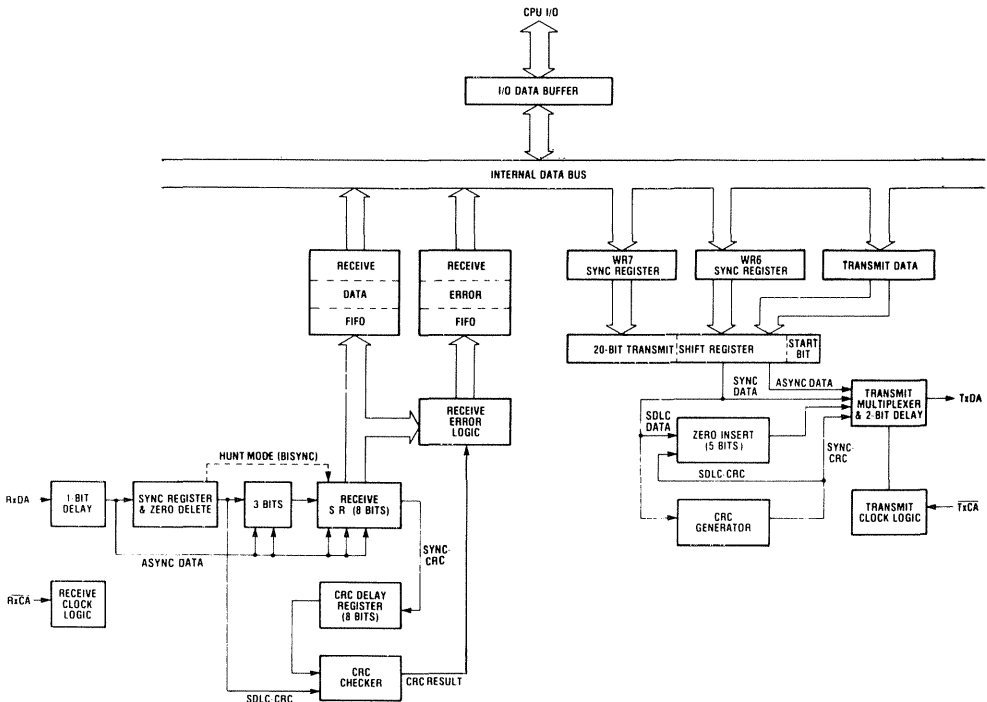 CPU I/O
I/O DATA BUFFER
INTERNAL DATA BUS
RECEIVE
DATA
FIFO
RECEIVE
ERROR
FIFO
WR7
SYNC REGISTER
WR6
SYNC REGISTER
TRANSMIT DATA
20-BIT TRANSMIT SHIFT REGISTER
START
BIT
SYNC
DATA
ASYNC DATA
TRANSMIT
MULTIPLEXER
& 2-BIT DELAY
TxDA
SDLC
DATA
ZERO INSERT
(5 BITS)
SYNC-
CRC
SDLC-CRC
CRC
GENERATOR
TRANSMIT
CLOCK LOGIC
TxCA
RECEIVE
ERROR
LOGIC
HUNT MODE (BISYNC)
RxDA
1-BIT
DELAY
SYNC REGISTER
& ZERO DELETE
3 BITS
RECEIVE
S R (8 BITS)
ASYNC DATA
SYNC-
CRC
RxCA
RECEIVE
CLOCK
LOGIC
CRC DELAY
REGISTER
(8 BITS)
CRC
CHECKER
CRC RESULT
SDLC-CRC